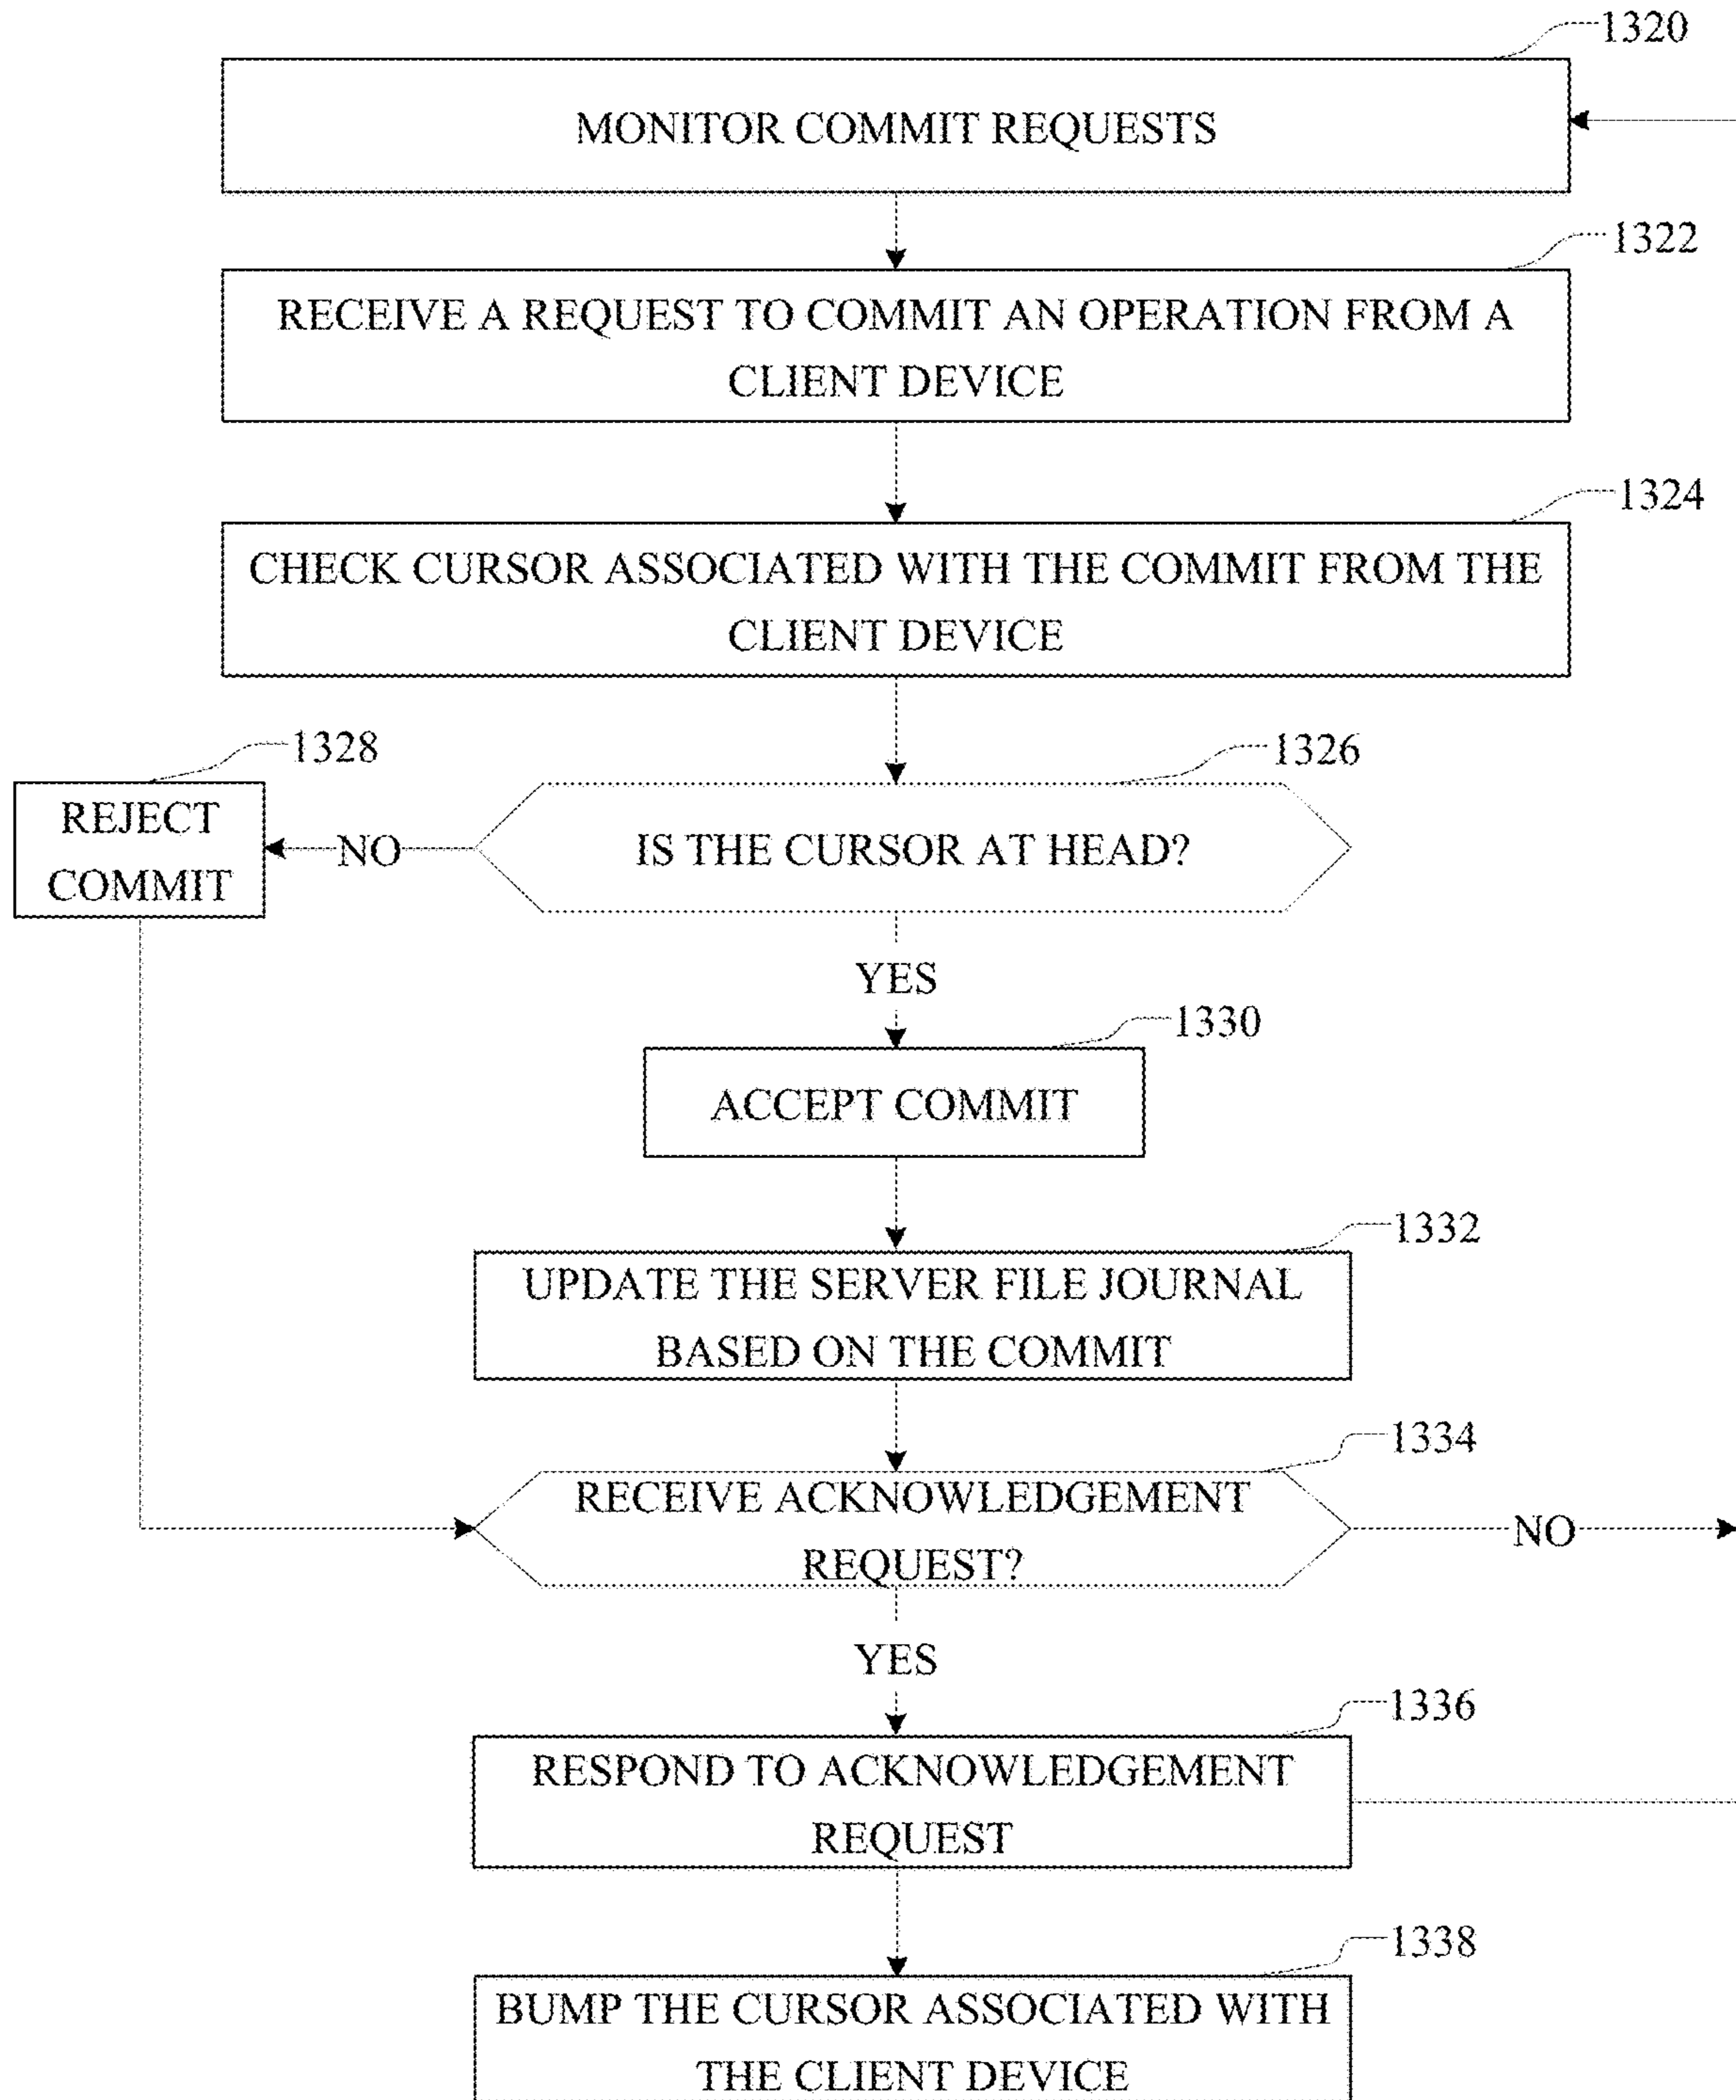 1320
MONITOR COMMIT REQUESTS
1322
RECEIVE A REQUEST TO COMMIT AN OPERATION FROM A
CLIENT DEVICE
1324
CHECK CURSOR ASSOCIATED WITH THE COMMIT FROM THE
CLIENT DEVICE
1328
1326
REJECT
COMMIT
NO
IS THE CURSOR AT HEAD?
YES
1330
ACCEPT COMMIT
1332
UPDATE THE SERVER FILE JOURNAL
BASED ON THE COMMIT
1334
RECEIVE ACKNOWLEDGEMENT
REQUEST?
NO
YES
1336
RESPOND TO ACKNOWLEDGEMENT
REQUEST
1338
BUMP THE CURSOR ASSOCIATED WITH
THE CLIENT DEVICE